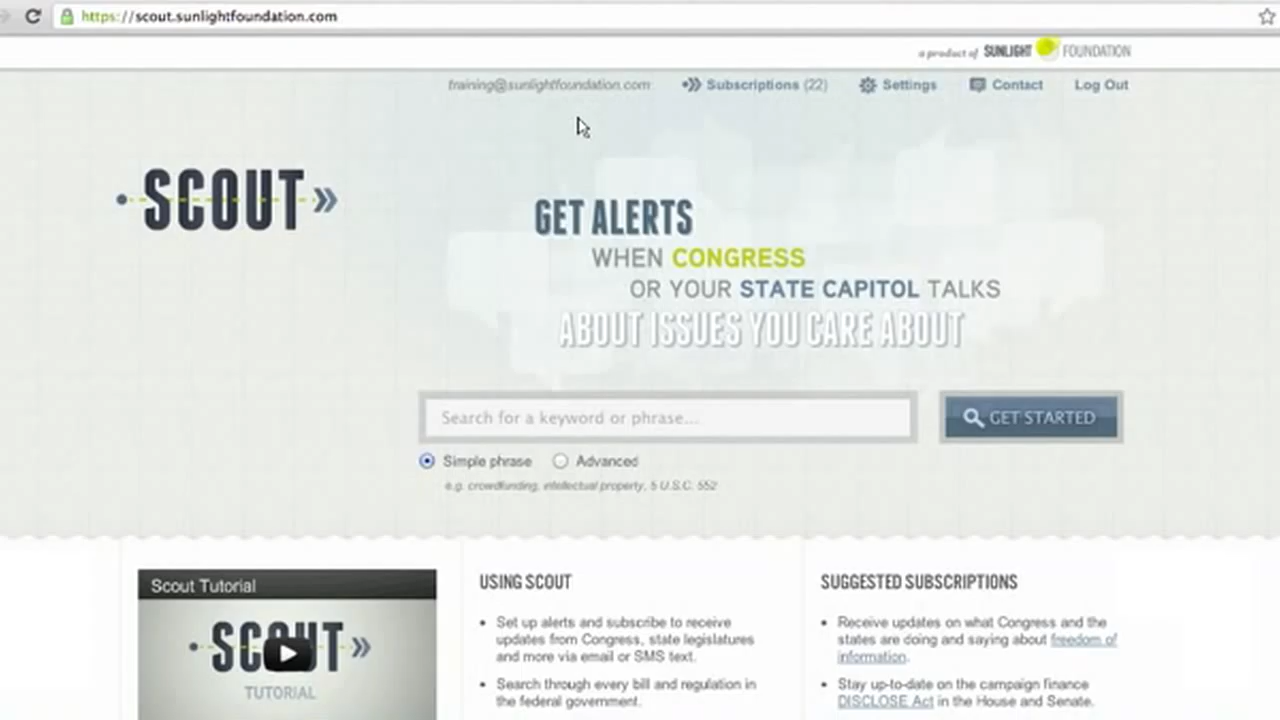 https://scout.sunlightfoundation.com
a product of SUNLIGHT FOUNDATION
training@sunlightfoundation.com Subscriptions (22) Settings Contact Log Out
SCOUT
GET ALERTS
WHEN CONGRESS
OR YOUR STATE CAPITOL TALKS
ABOUT ISSUES YOU CARE ABOUT
Search for a keyword or phrase...
GET STARTED
Simple phrase Advanced
e.g. crowdfunding, intellectual property, 5 U.S.C. 552
Scout Tutorial
SCOUT
TUTORIAL
USING SCOUT
• Set up alerts and subscribe to receive
updates from Congress, state legislatures
and more via email or SMS text.
• Search through every bill and regulation in
the federal government.
SUGGESTED SUBSCRIPTIONS
• Receive updates on what Congress and the
states are doing and saying about freedom of
information.
• Stay up-to-date on the campaign finance
DISCLOSE Act in the House and Senate.